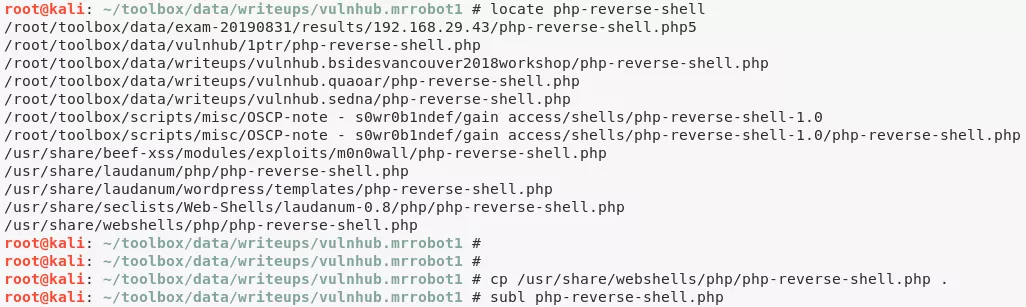 root@kali: ~/toolbox/data/writeups/vulnhub.mrrobot1 # locate php-reverse-shell
/root/toolbox/data/exam-20190831/results/192.168.29.43/php-reverse-shell.php5
/root/toolbox/data/vulnhub/1ptr/php-reverse-shell.php
/root/toolbox/data/writeups/vulnhub.bsidesvancouver2018workshop/php-reverse-shell.php
/root/toolbox/data/writeups/vulnhub.quaoar/php-reverse-shell.php
/root/toolbox/data/writeups/vulnhub.sedna/php-reverse-shell.php
/root/toolbox/scripts/misc/OSCP-note - s0wr0b1ndef/gain access/shells/php-reverse-shell-1.0
/root/toolbox/scripts/misc/OSCP-note - s0wr0b1ndef/gain access/shells/php-reverse-shell-1.0/php-reverse-shell.php
/usr/share/beef-xss/modules/exploits/m0n0wall/php-reverse-shell.php
/usr/share/laudanum/php/php-reverse-shell.php
/usr/share/laudanum/wordpress/templates/php-reverse-shell.php
/usr/share/seclists/Web-Shells/laudanum-0.8/php/php-reverse-shell.php
/usr/share/webshells/php/php-reverse-shell.php
root@kali: ~/toolbox/data/writeups/vulnhub.mrrobot1 #
root@kali: ~/toolbox/data/writeups/vulnhub.mrrobot1 #
root@kali: ~/toolbox/data/writeups/vulnhub.mrrobot1 # cp /usr/share/webshells/php/php-reverse-shell.php .
root@kali: ~/toolbox/data/writeups/vulnhub.mrrobot1 # subl php-reverse-shell.php